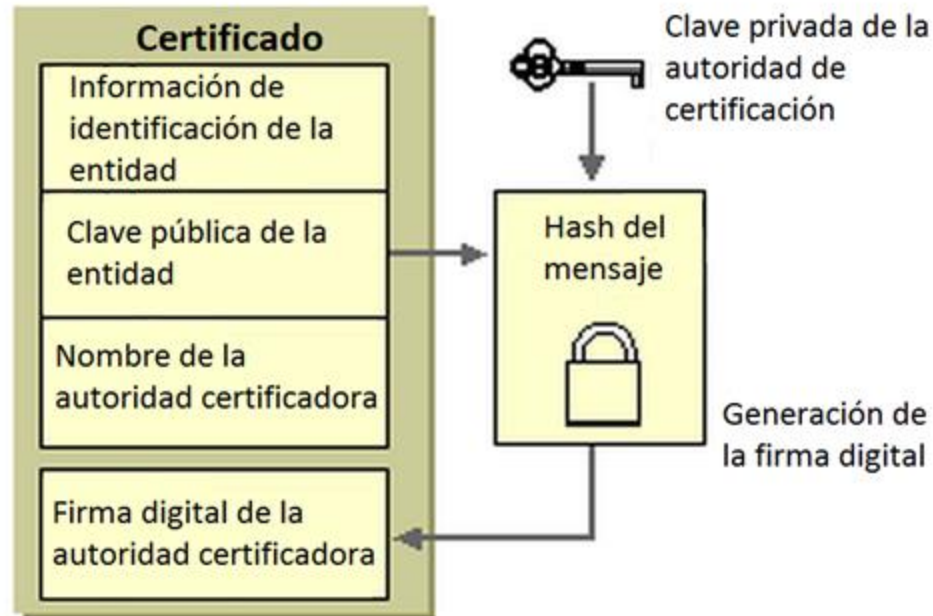 Certificado
Información de
identificación de la
entidad
Clave pública de la
entidad
Nombre de la
autoridad certificadora
Firma digital de la
autoridad certificadora
Clave privada de la
autoridad de
certificación
Hash del
mensaje
Generación de
la firma digital